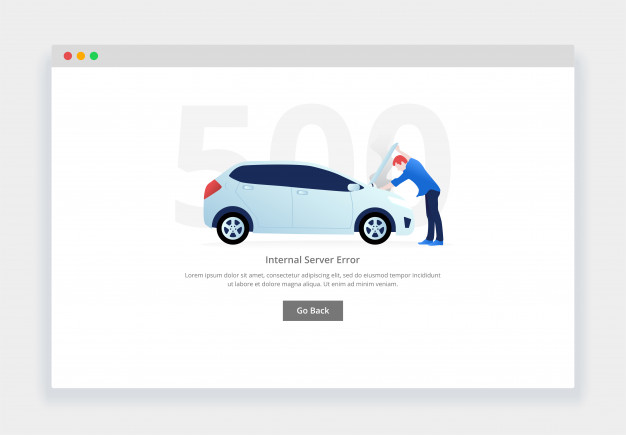 500
Internal Server Error
Lorem ipsum dolor sit amet, consectetur adipiscing elit, sed do eiusmod tempor incididunt
ut labore et dolore magna aliqua. Ut enim ad minim veniam.
Go Back